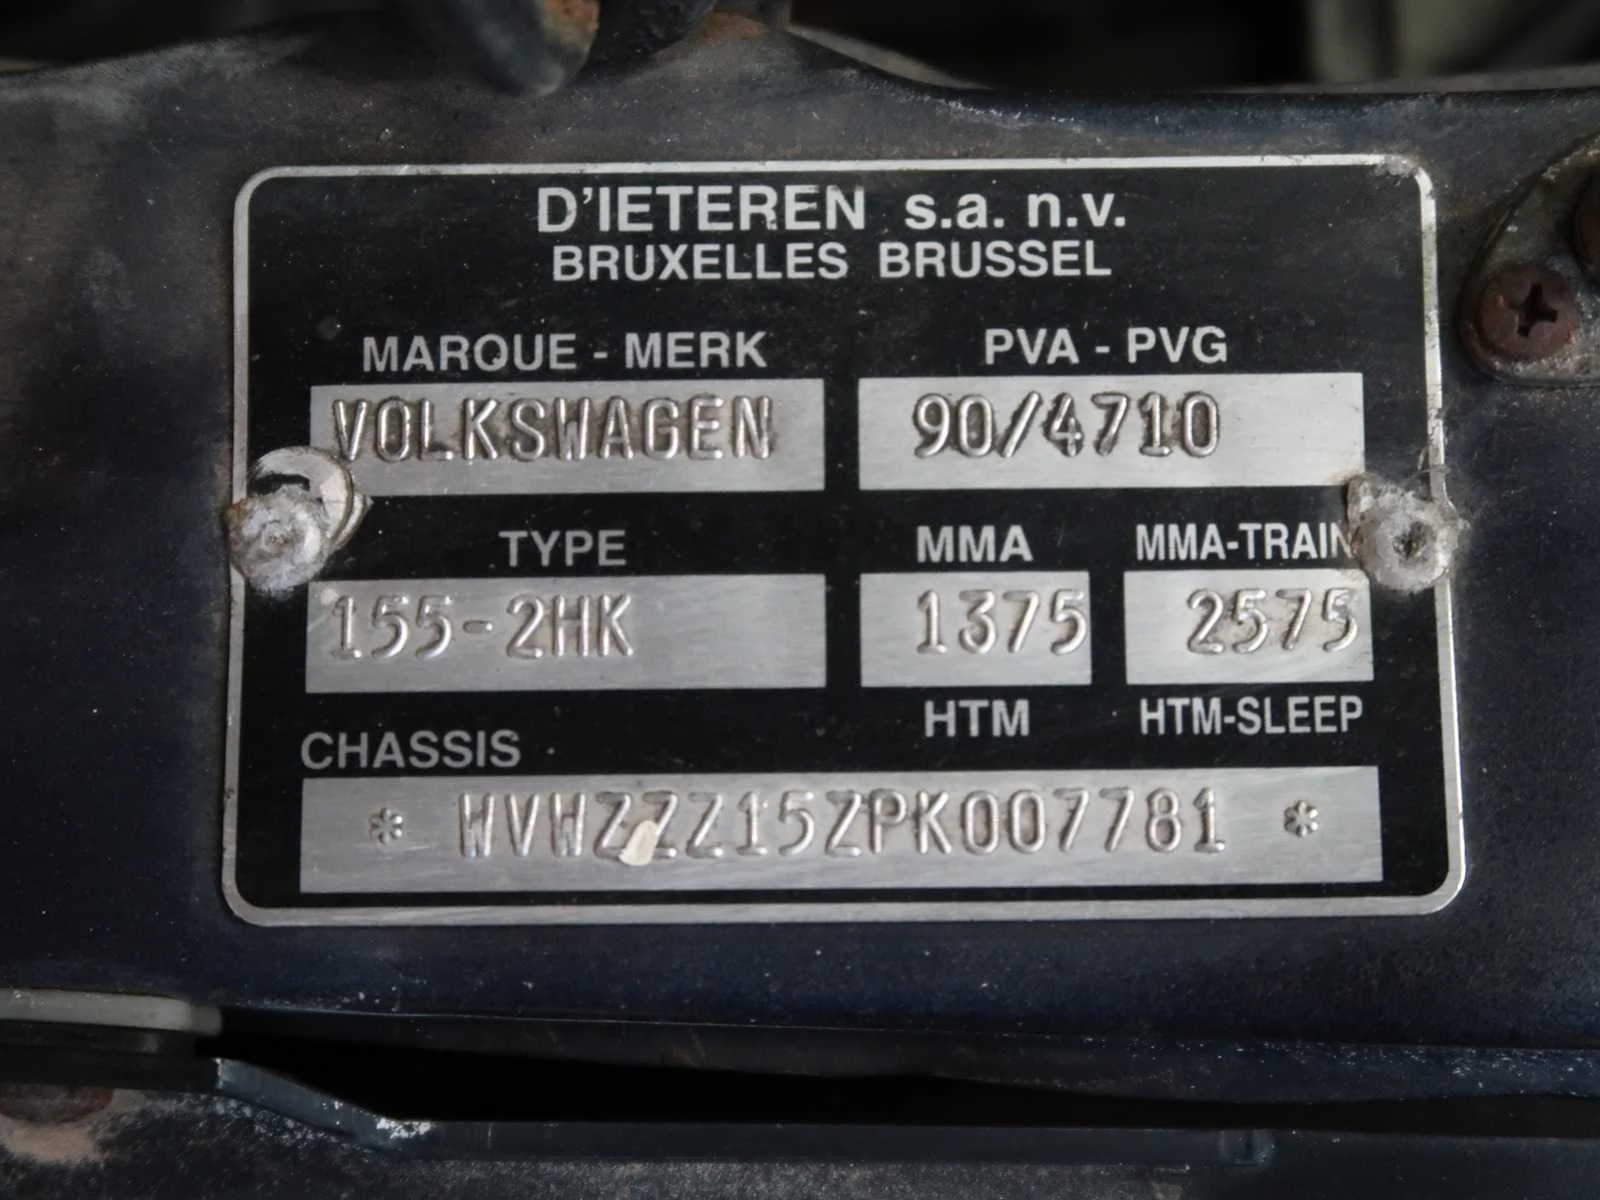 D'IETEREN s.a. n.v.
BRUXELLES BRUSSEL
MARQUE - MERK PVA - PVG
VOLKSWAGEN 90/4710
TYPE MMA MMA-TRAIN
155-2HK 1375 2575
HTM HTM-SLEEP
CHASSIS
* WVWZZZ15ZPK007781 *